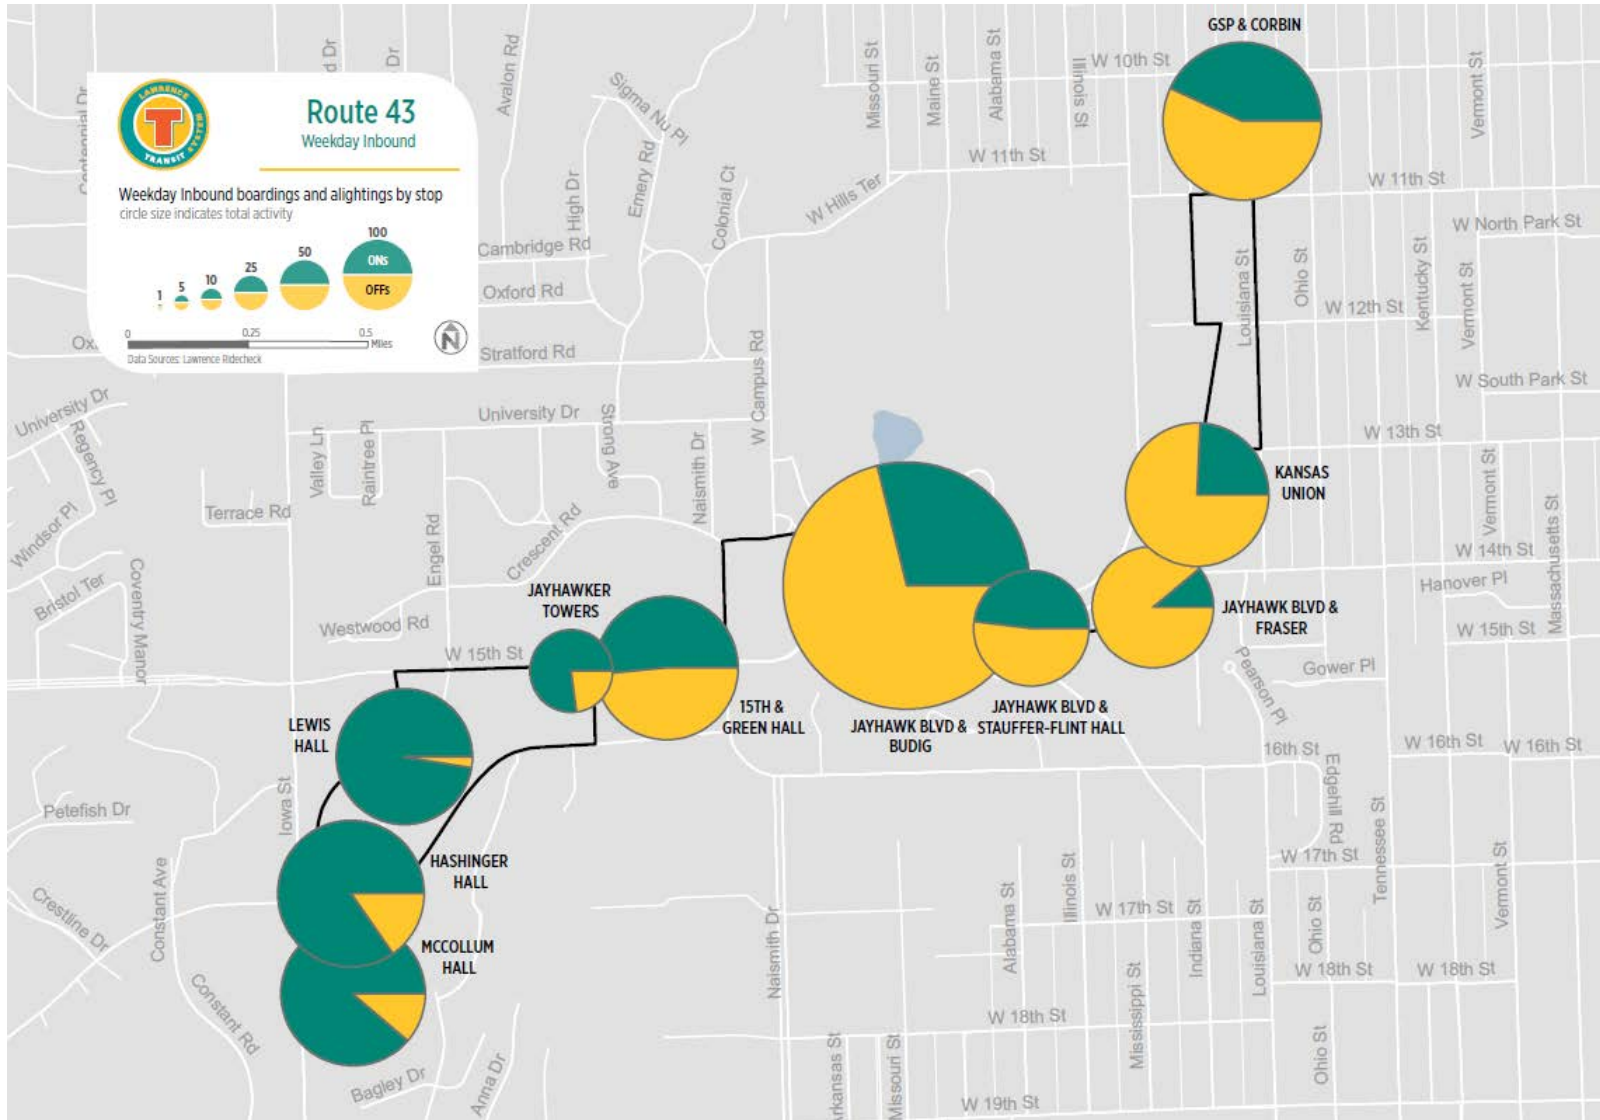 GSP & CORBIN
LAWRENCE
T
TRANSIT SYSTEM
Route 43
Weekday Inbound
Weekday Inbound boardings and alightings by stop
circle size indicates total activity
1
5
10
25
50
100
ONs
OFFs
0
0.25
0.5
Miles
N
Data Sources: Lawrence Ridecheck
Avalon Rd
Sigma Nu Pl
Emery Rd
High Dr
Colonial Ct
W Hills Ter
Cambridge Rd
Oxford Rd
Stratford Rd
University Dr
Missouri St
Maine St
Alabama St
Illinois St
W 10th St
Vermont St
W 11th St
W 11th St
W North Park St
Louisiana St
Ohio St
Kentucky St
Vermont St
W 12th St
W South Park St
W Campus Rd
University Dr
Regency Pl
Valley Ln
Raintree Pl
Strong Ave
Naismith Dr
W 13th St
KANSAS
UNION
Terrace Rd
Windsor Pl
Engel Rd
Crescent Rd
Vermont St
Massachusetts St
W 14th St
Bristol Ter
Coventry Manor
Westwood Rd
W 15th St
JAYHAWKER
TOWERS
Hanover Pl
JAYHAWK BLVD &
FRASER
W 15th St
Pearson Pl
Gower Pl
LEWIS
HALL
15TH &
GREEN HALL
JAYHAWK BLVD &
BUDIG
JAYHAWK BLVD &
STAUFFER-FLINT HALL
16th St
W 16th St
W 16th St
Iowa St
Petefish Dr
Edgehill Rd
Tennessee St
HASHINGER
HALL
W 17th St
Vermont St
Constant Ave
Crestline Dr
Naismith Dr
Alabama St
Illinois St
W 17th St
Indiana St
Louisiana St
Ohio St
MCCOLLUM
HALL
W 18th St
W 18th St
Constant Rd
Mississippi St
W 18th St
Bagley Dr
Anna Dr
Missouri St
Ohio St
W 19th St